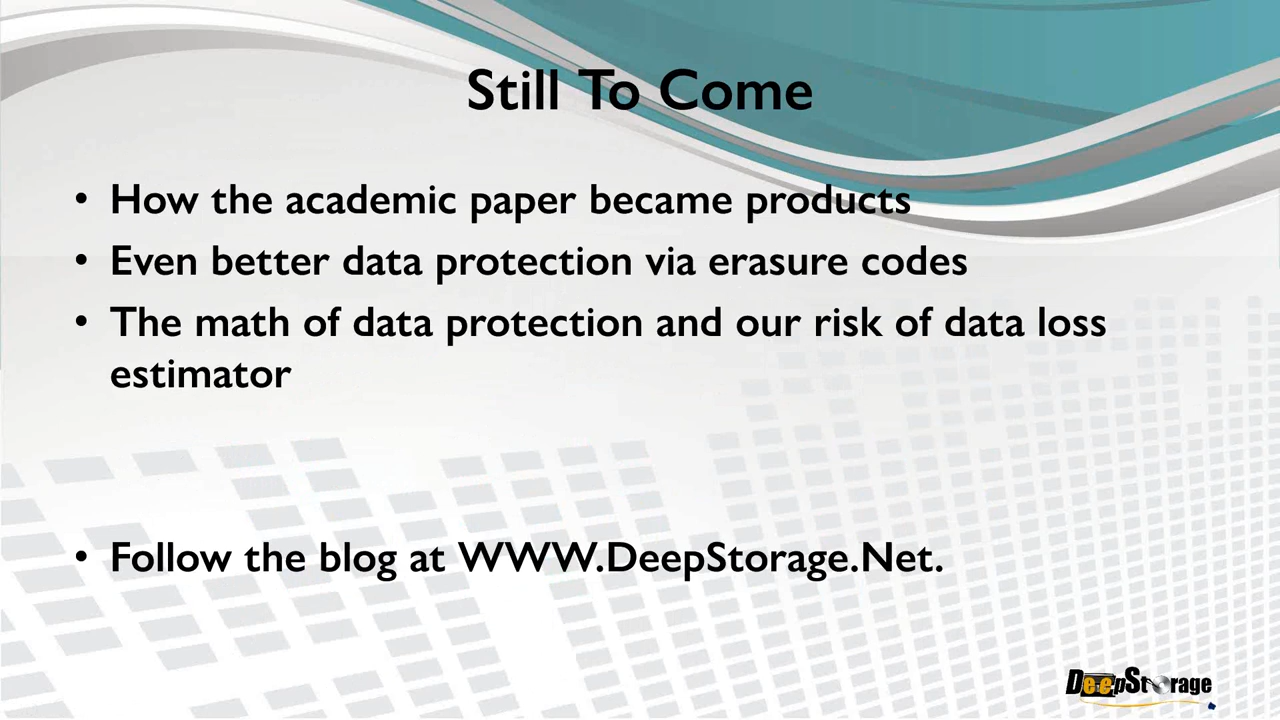 Still To Come
• How the academic paper became products
• Even better data protection via erasure codes
• The math of data protection and our risk of data loss
estimator
• Follow the blog at WWW.DeepStorage.Net.
DeepStorage